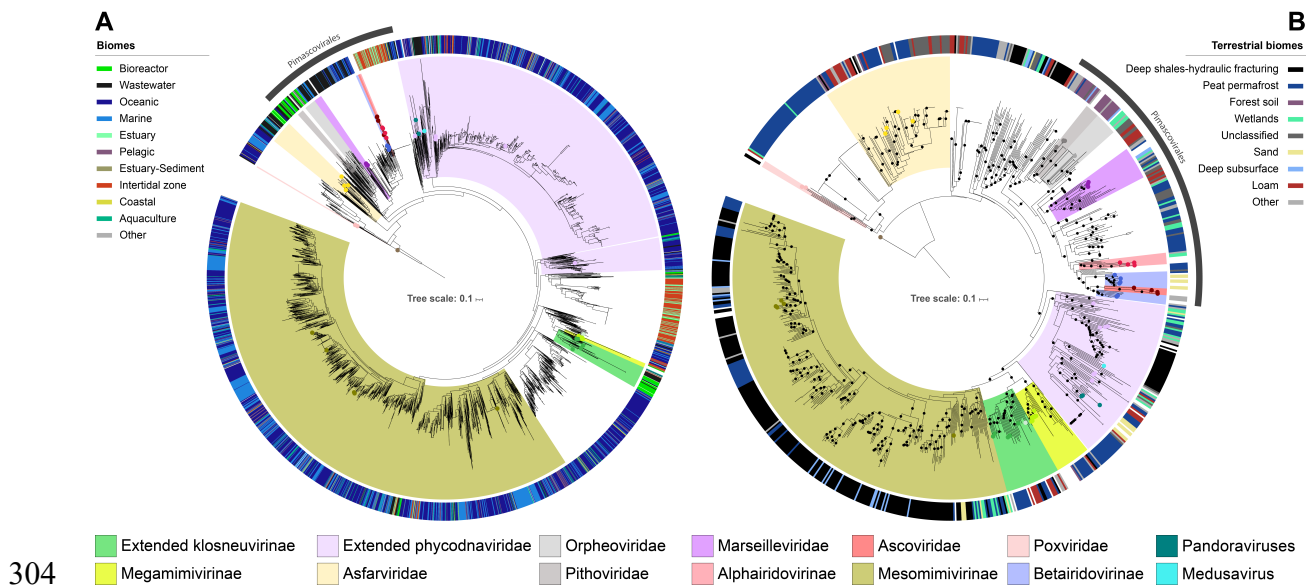 A
Biomes
Bioreactor
Wastewater
Oceanic
Marine
Estuary
Pelagic
Estuary-Sediment
Intertidal zone
Coastal
Aquaculture
Other
Pimascovirales
Tree scale: 0.1
B
Terrestrial biomes
Deep shales-hydraulic fracturing
Peat permafrost
Forest soil
Wetlands
Unclassified
Sand
Deep subsurface
Loam
Other
Pimascovirales
Tree scale: 0.1
Extended klosneuvirinae Extended phycodnaviridae Orpheoviridae Marseilleviridae Ascoviridae Poxviridae Pandoraviruses
Megamimivirinae Asfarviridae Pithoviridae Alphairidovirinae Mesomimivirinae Betairidovirinae Medusavirus
304